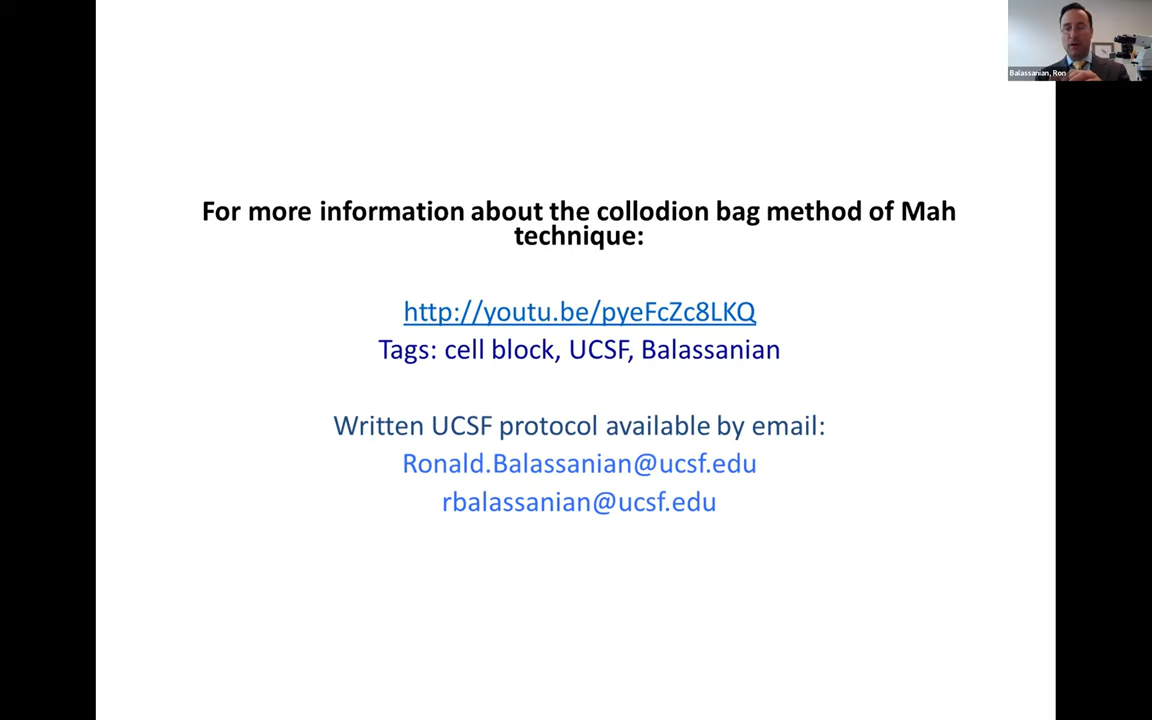 Balassanian, Ron
For more information about the collodion bag method of Mah
technique:
http://youtu.be/pyeFcZc8LKQ
Tags: cell block, UCSF, Balassanian
Written UCSF protocol available by email:
Ronald.Balassanian@ucsf.edu
rbalassanian@ucsf.edu